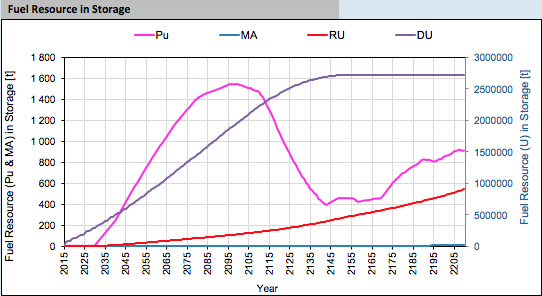 Fuel Resource in Storage
Pu MA RU DU
Fuel Resource (Pu & MA) in Storage [t]
1 800
1 600
1 400
1 200
1 000
800
600
400
200
0
3000000
2500000
2000000
1500000
1000000
500000
0
Fuel Resource (U) in Storage [t]
2015 2025 2035 2045 2055 2065 2075 2085 2095 2105 2115 2125 2135 2145 2155 2165 2175 2185 2195 2205
Year